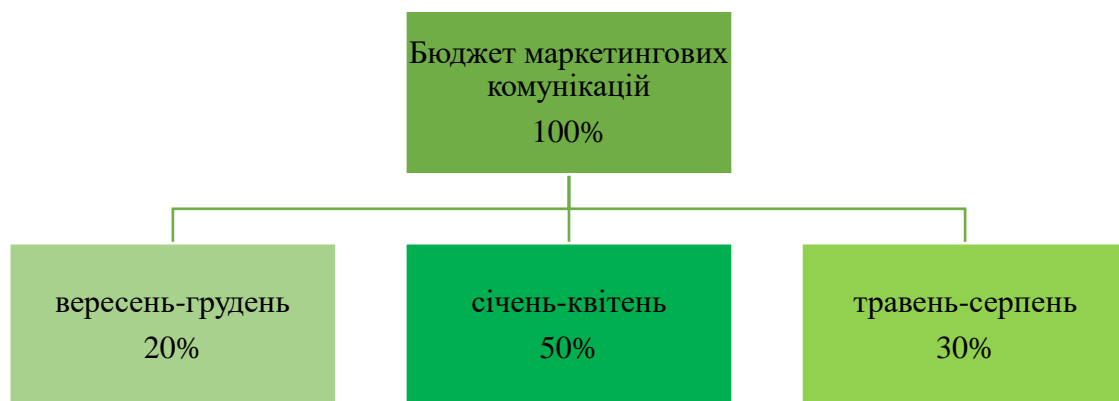 Бюджет маркетингових
комунікацій
100%
вересень-грудень
20%
січень-квітень
50%
травень-серпень
30%